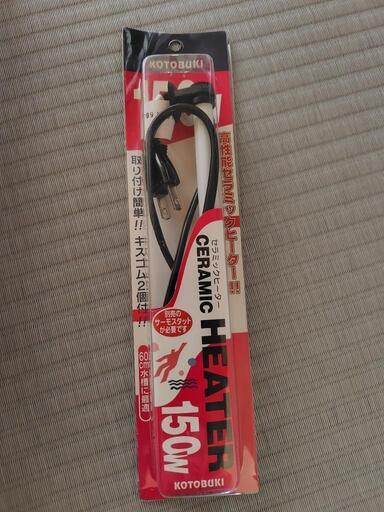 KOTOBUKI
150W
高性能セラミックヒーター!!
取り付け簡単!! キスゴム2個付!!
セラミックヒーター
CERAMIC HEATER
別売の
サーモスタット
が必要です
60cm水槽に最適
150W
KOTOBUKI